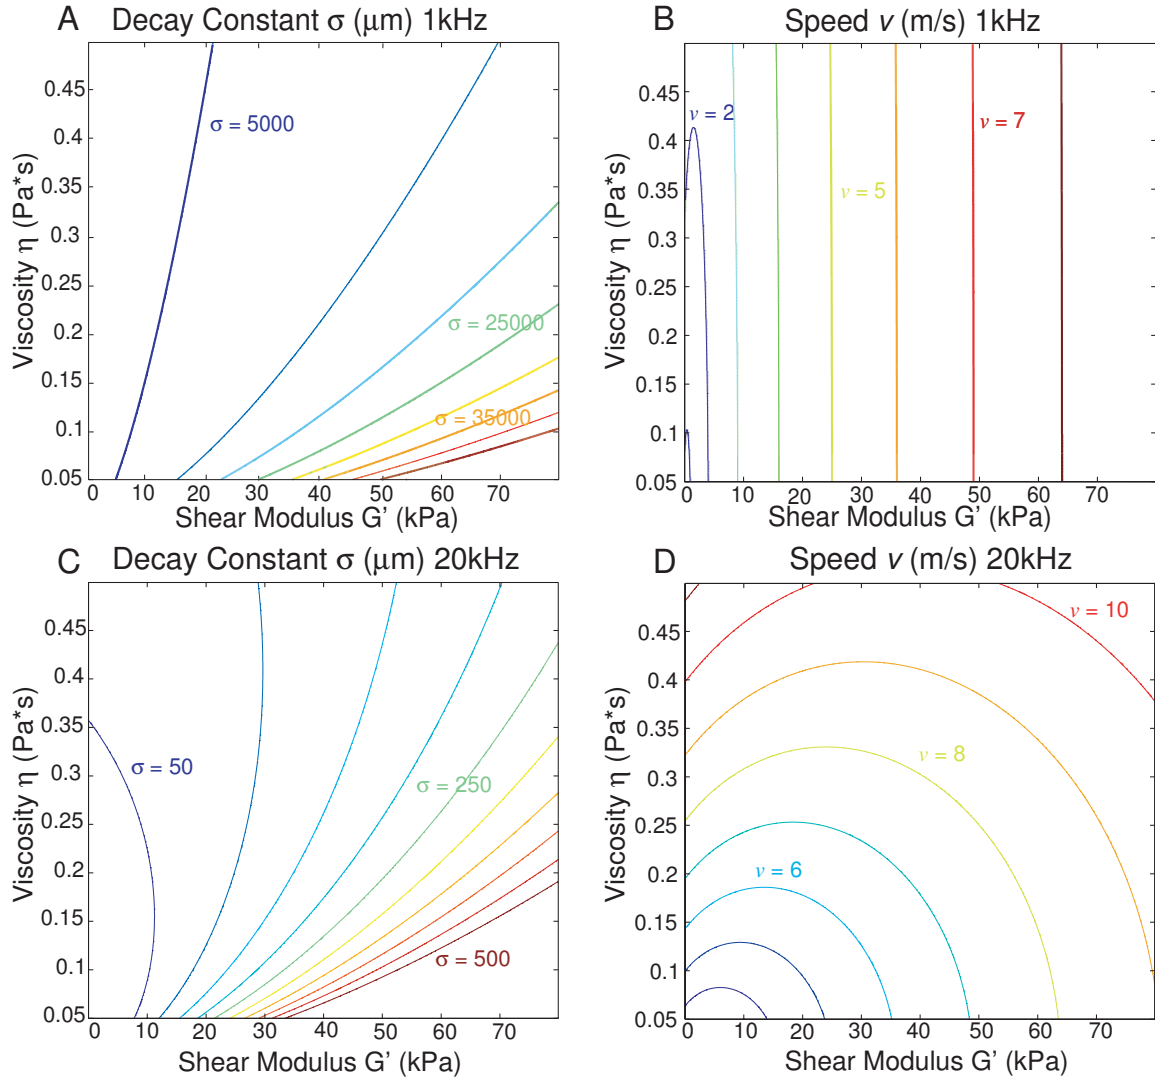 A
Decay Constant σ (μm) 1kHz
Viscosity η (Pa*s)
0.45
0.4
0.35
0.3
0.25
0.2
0.15
0.1
0.05
σ = 5000
σ = 25000
σ = 35000
0 10 20 30 40 50 60 70
Shear Modulus G' (kPa)
B
Speed v (m/s) 1kHz
Viscosity η (Pa*s)
0.45
0.4
0.35
0.3
0.25
0.2
0.15
0.1
0.05
v = 2
v = 7
v = 5
0 10 20 30 40 50 60 70
Shear Modulus G' (kPa)
C
Decay Constant σ (μm) 20kHz
Viscosity η (Pa*s)
0.45
0.4
0.35
0.3
0.25
0.2
0.15
0.1
0.05
σ = 50
σ = 250
σ = 500
0 10 20 30 40 50 60 70
Shear Modulus G' (kPa)
D
Speed v (m/s) 20kHz
Viscosity η (Pa*s)
0.45
0.4
0.35
0.3
0.25
0.2
0.15
0.1
0.05
v = 10
v = 8
v = 6
0 10 20 30 40 50 60 70
Shear Modulus G' (kPa)